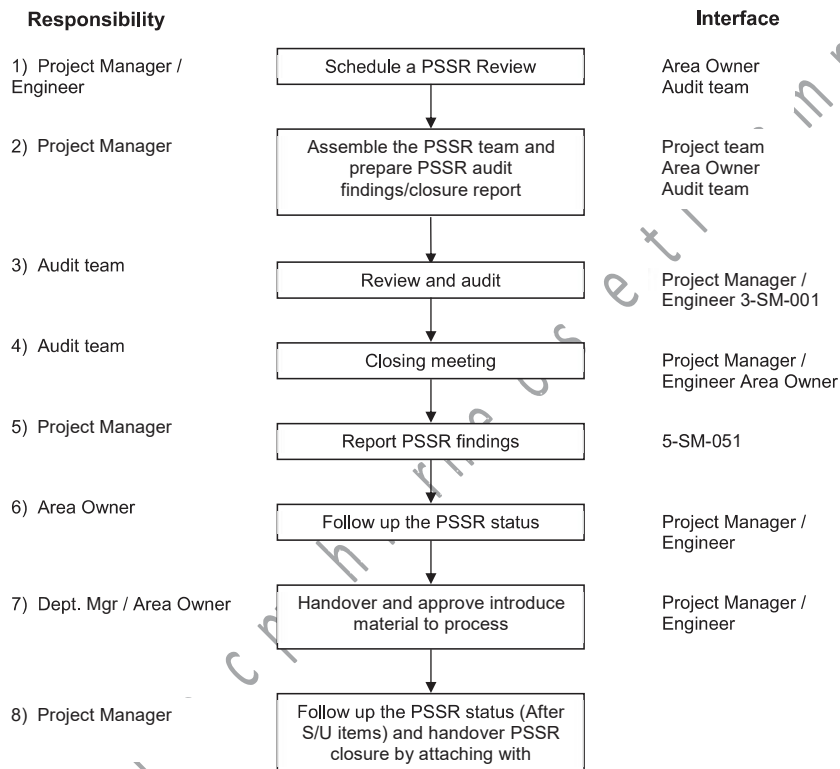 Responsibility
Interface
1) Project Manager /
Engineer
Schedule a PSSR Review
Area Owner
Audit team
2) Project Manager
Assemble the PSSR team and
prepare PSSR audit
findings/closure report
Project team
Area Owner
Audit team
3) Audit team
Review and audit
Project Manager /
Engineer 3-SM-001
4) Audit team
Closing meeting
Project Manager /
Engineer Area Owner
5) Project Manager
Report PSSR findings
5-SM-051
6) Area Owner
Follow up the PSSR status
Project Manager /
Engineer
7) Dept. Mgr / Area Owner
Handover and approve introduce
material to process
Project Manager /
Engineer
8) Project Manager
Follow up the PSSR status (After
S/U items) and handover PSSR
closure by attaching with